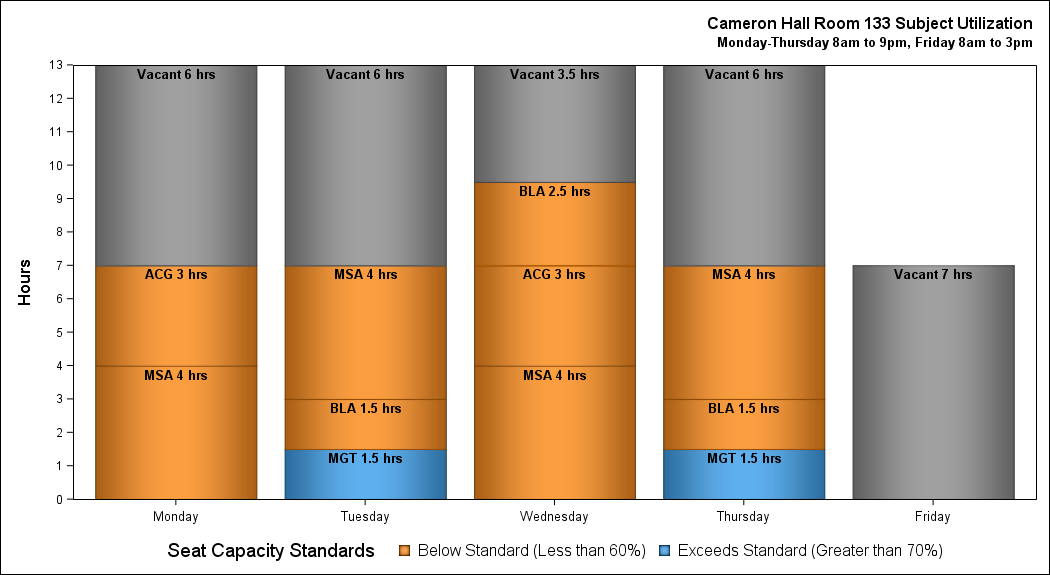 Cameron Hall Room 133 Subject Utilization
Monday-Thursday 8am to 9pm, Friday 8am to 3pm
Hours
13
12
11
10
9
8
7
6
5
4
3
2
1
0
Vacant 6 hrs
ACG 3 hrs
MSA 4 hrs
Vacant 6 hrs
MSA 4 hrs
BLA 1.5 hrs
MGT 1.5 hrs
Vacant 3.5 hrs
BLA 2.5 hrs
ACG 3 hrs
MSA 4 hrs
Vacant 6 hrs
MSA 4 hrs
BLA 1.5 hrs
MGT 1.5 hrs
Vacant 7 hrs
Monday Tuesday Wednesday Thursday Friday
Seat Capacity Standards Below Standard (Less than 60%) Exceeds Standard (Greater than 70%)